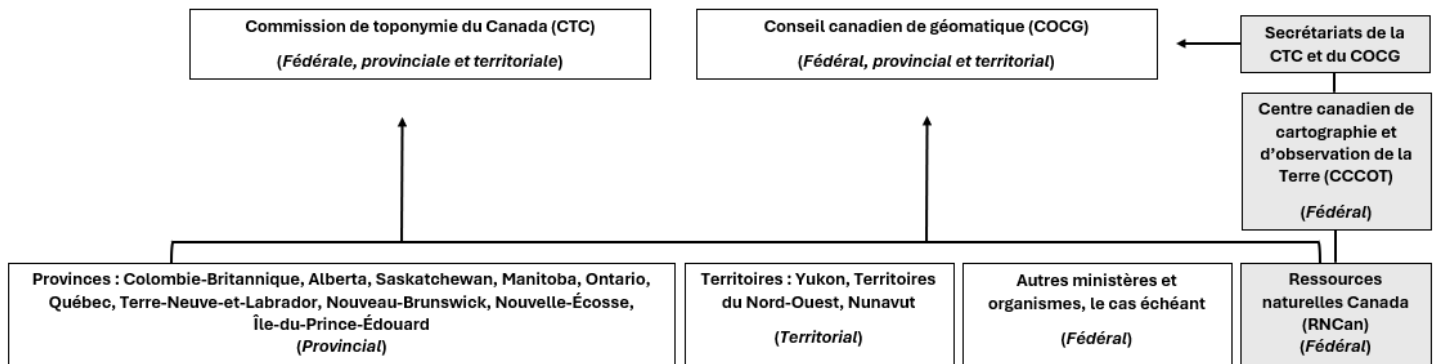 Commission de toponymie du Canada (CTC)
(Fédérale, provinciale et territoriale)
Conseil canadien de géomatique (COCG)
(Fédéral, provincial et territorial)
Secrétariats de la
CTC et du COCG
Centre canadien de
cartographie et
d’observation de la
Terre (CCCOT)
(Fédéral)
Provinces : Colombie-Britannique, Alberta, Saskatchewan, Manitoba, Ontario,
Québec, Terre-Neuve-et-Labrador, Nouveau-Brunswick, Nouvelle-Écosse,
Île-du-Prince-Édouard
(Provincial)
Territoires : Yukon, Territoires
du Nord-Ouest, Nunavut
(Territorial)
Autres ministères et
organismes, le cas échéant
(Fédéral)
Ressources
naturelles Canada
(RNCan)
(Fédéral)